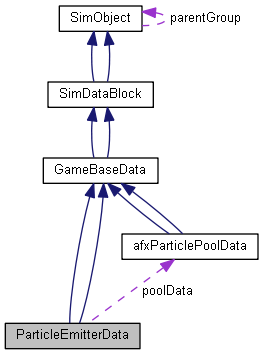 SimObject
parentGroup
SimDataBlock
GameBaseData
afxParticlePoolData
poolData
ParticleEmitterData